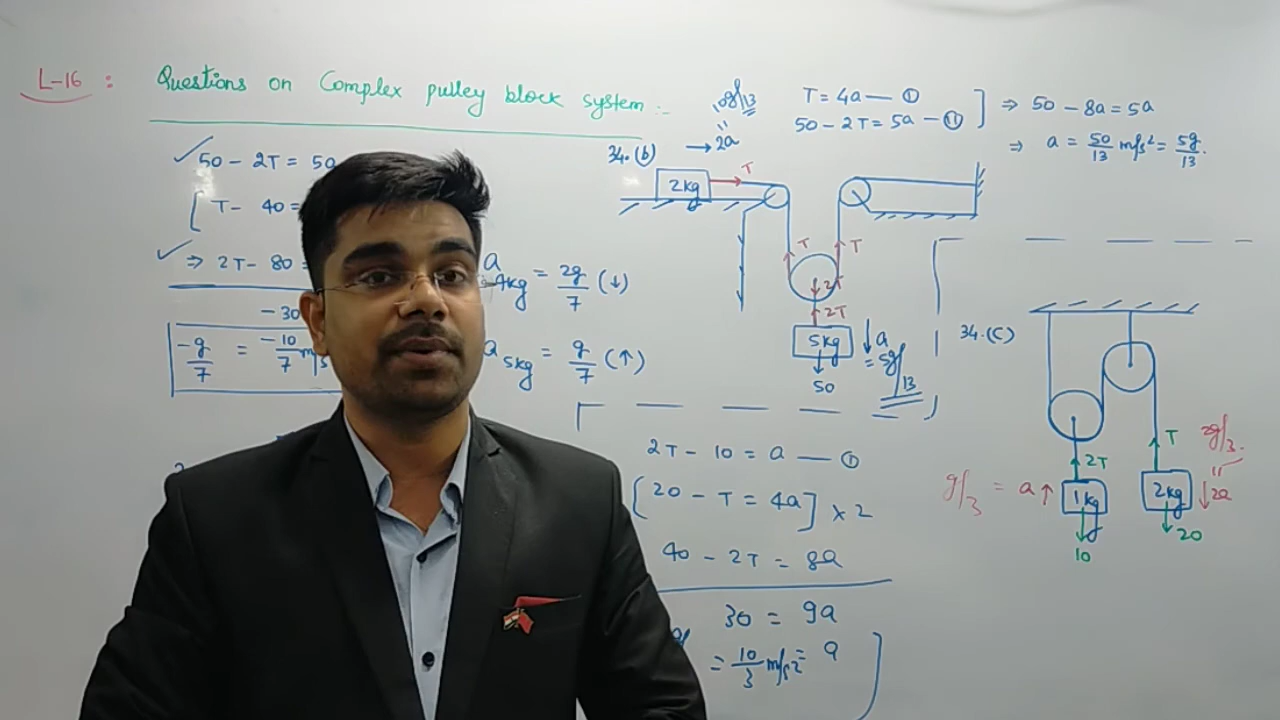 L-16 : Questions on Complex pulley block system :-
50 - 2T = 5a
T - 40 =
⇒ 2T - 80 =
-30
-g/7 = -10/7 m/s
a 4kg = 2g/7 (↓)
a 5kg = g/7 (↑)
34.(b)
10g/13
"
→ 2a
T = 4a — ①
50 - 2T = 5a — ⑪
⇒ 50 - 8a = 5a
⇒ a = 50/13 m/s² = 5g/13.
2kg
T
T
T
2T
2T
5kg
↓ a
= 5g/13
50
2T - 10 = a — ①
[20 - T = 4a] × 2
40 - 2T = 8a
30 = 9a
= 10/3 m/s² = a
34.(c)
2T
T
2g/3.
"
g/3 = a ↑
1kg
2kg
↓2a
10
20